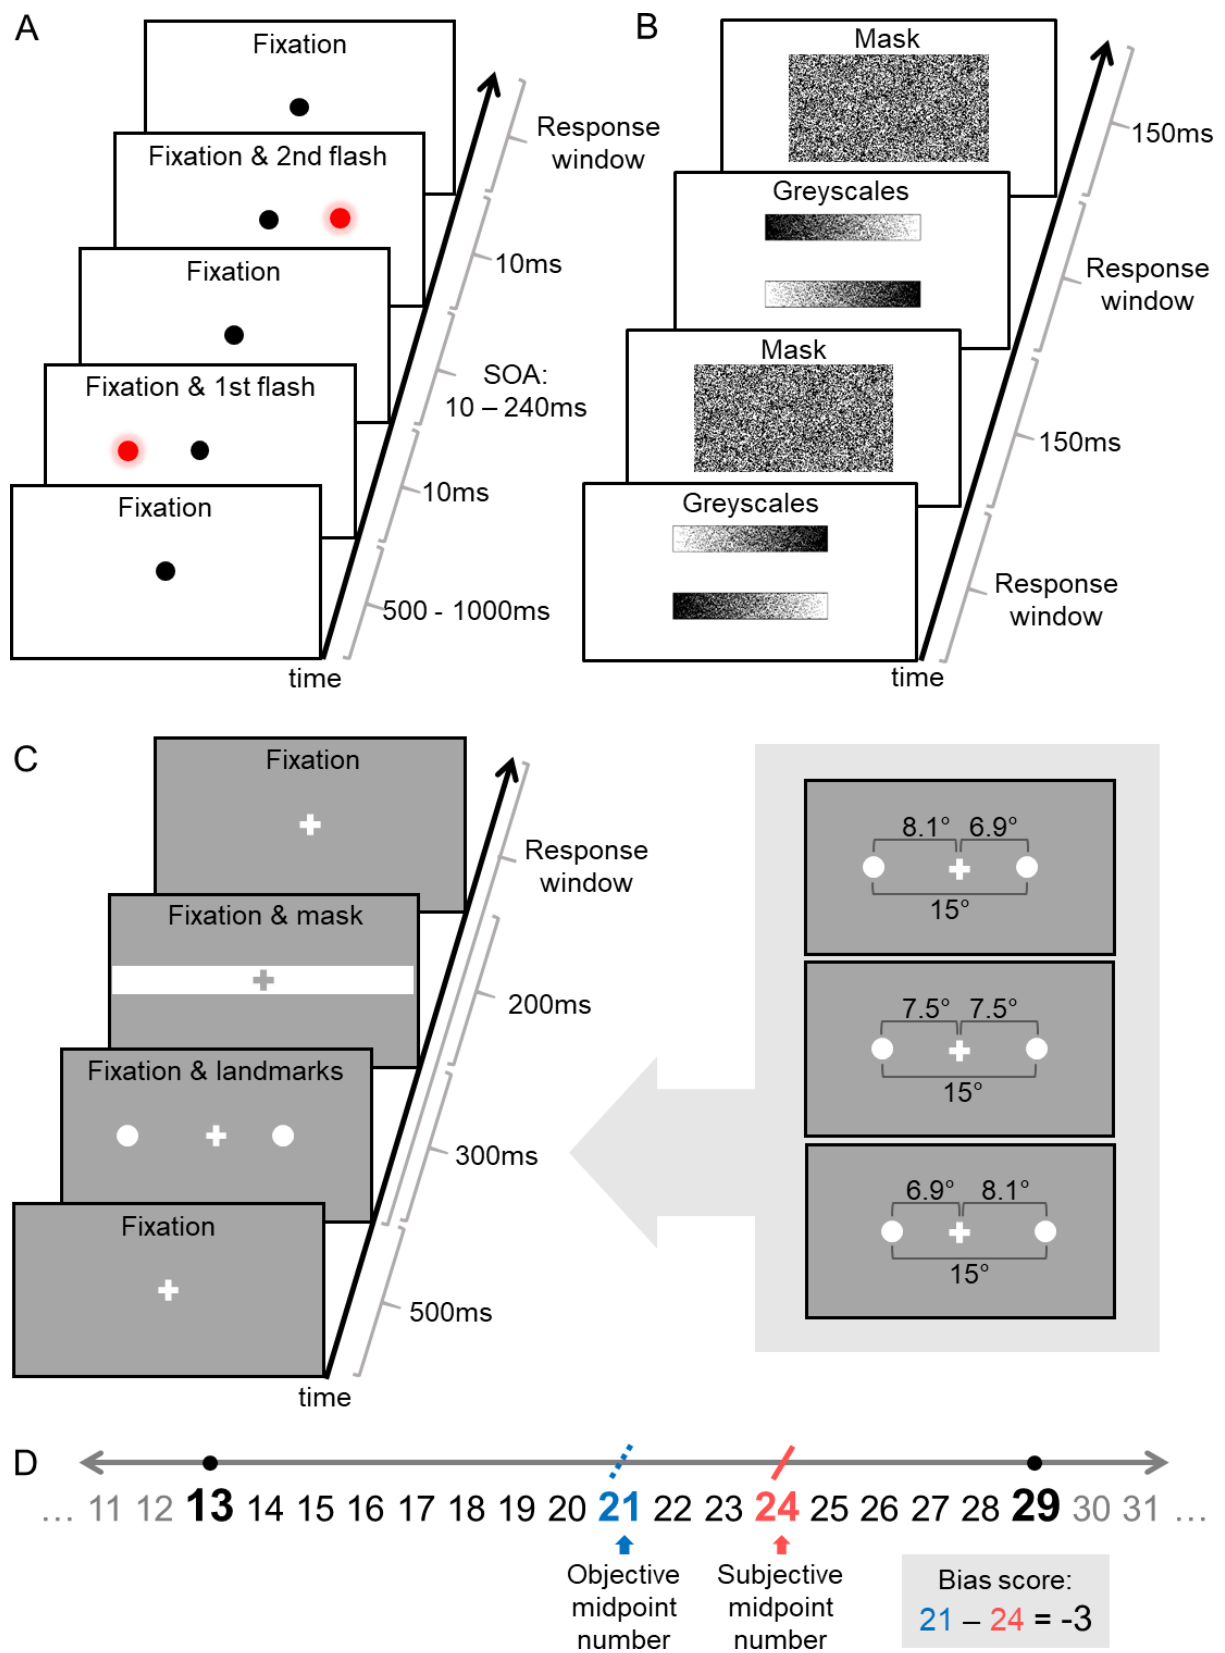 A
Fixation
Response
window
Fixation & 2nd flash
10ms
Fixation
SOA:
10 – 240ms
Fixation & 1st flash
10ms
Fixation
500 - 1000ms
time
B
Mask
150ms
Greyscales
Response
window
Mask
150ms
Greyscales
Response
window
time
C
Fixation
Response
window
Fixation & mask
200ms
Fixation & landmarks
300ms
Fixation
500ms
time
8.1° 6.9°
15°
7.5° 7.5°
15°
6.9° 8.1°
15°
D
... 11 12 13 14 15 16 17 18 19 20 21 22 23 24 25 26 27 28 29 30 31 ...
Objective
midpoint
number
Subjective
midpoint
number
Bias score:
21 – 24 = -3